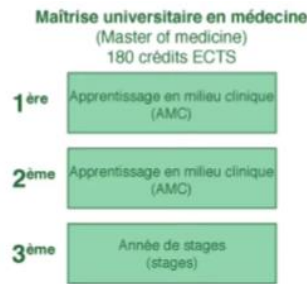 Maîtrise universitaire en médecine
(Master of medicine)
180 crédits ECTS
1ère
Apprentissage en milieu clinique
(AMC)
2ème
Apprentissage en milieu clinique
(AMC)
3ème
Année de stages
(stages)